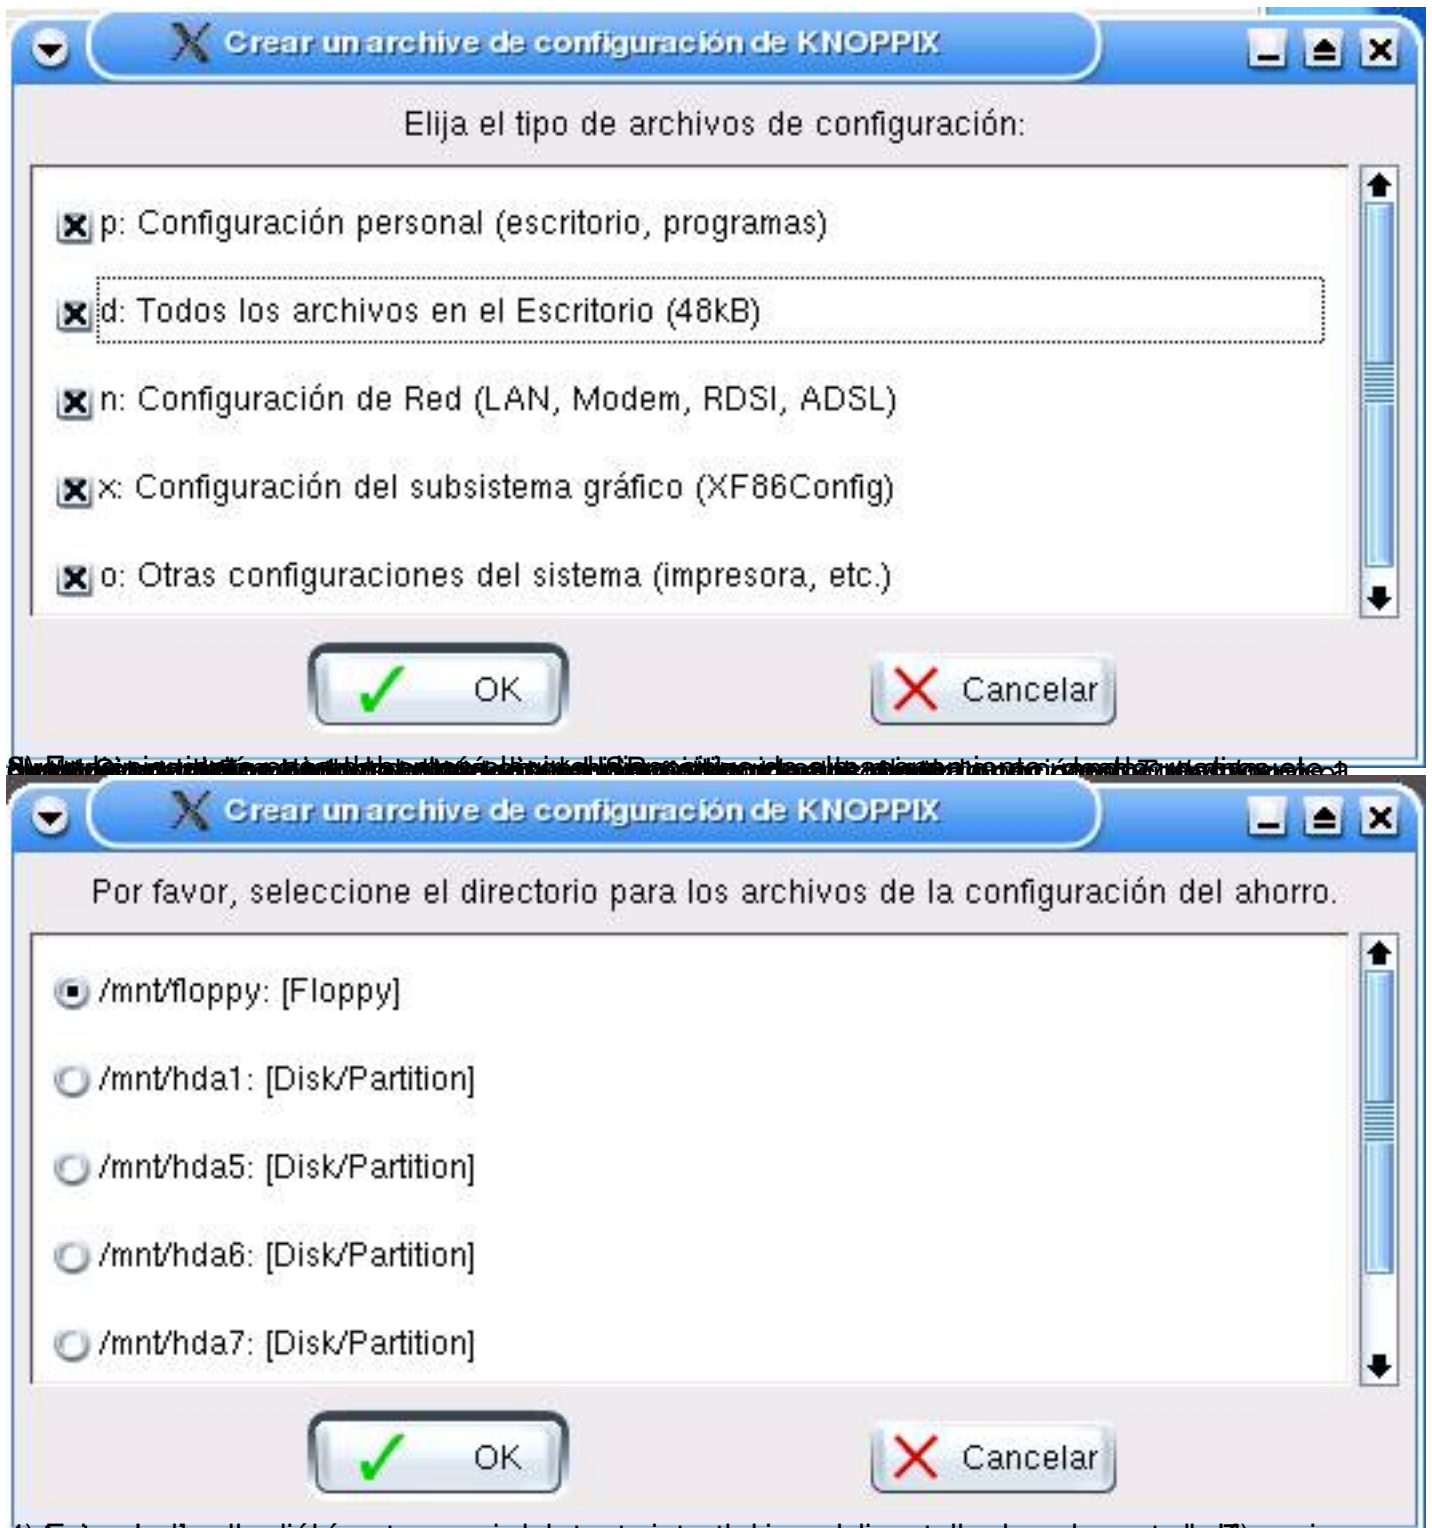 Crear un archive de configuración de KNOPPIX
Elija el tipo de archivos de configuración:
p: Configuración personal (escritorio, programas)
d: Todos los archivos en el Escritorio (48kB)
n: Configuración de Red (LAN, Modem, RDSI, ADSL)
x: Configuración del subsistema gráfico (XF86Config)
o: Otras configuraciones del sistema (impresora, etc.)
OK
Cancelar
Crear un archive de configuración de KNOPPIX
Por favor, seleccione el directorio para los archivos de la configuración del ahorro.
/mnt/floppy: [Floppy]
/mnt/hda1: [Disk/Partition]
/mnt/hda5: [Disk/Partition]
/mnt/hda6: [Disk/Partition]
/mnt/hda7: [Disk/Partition]
OK
Cancelar